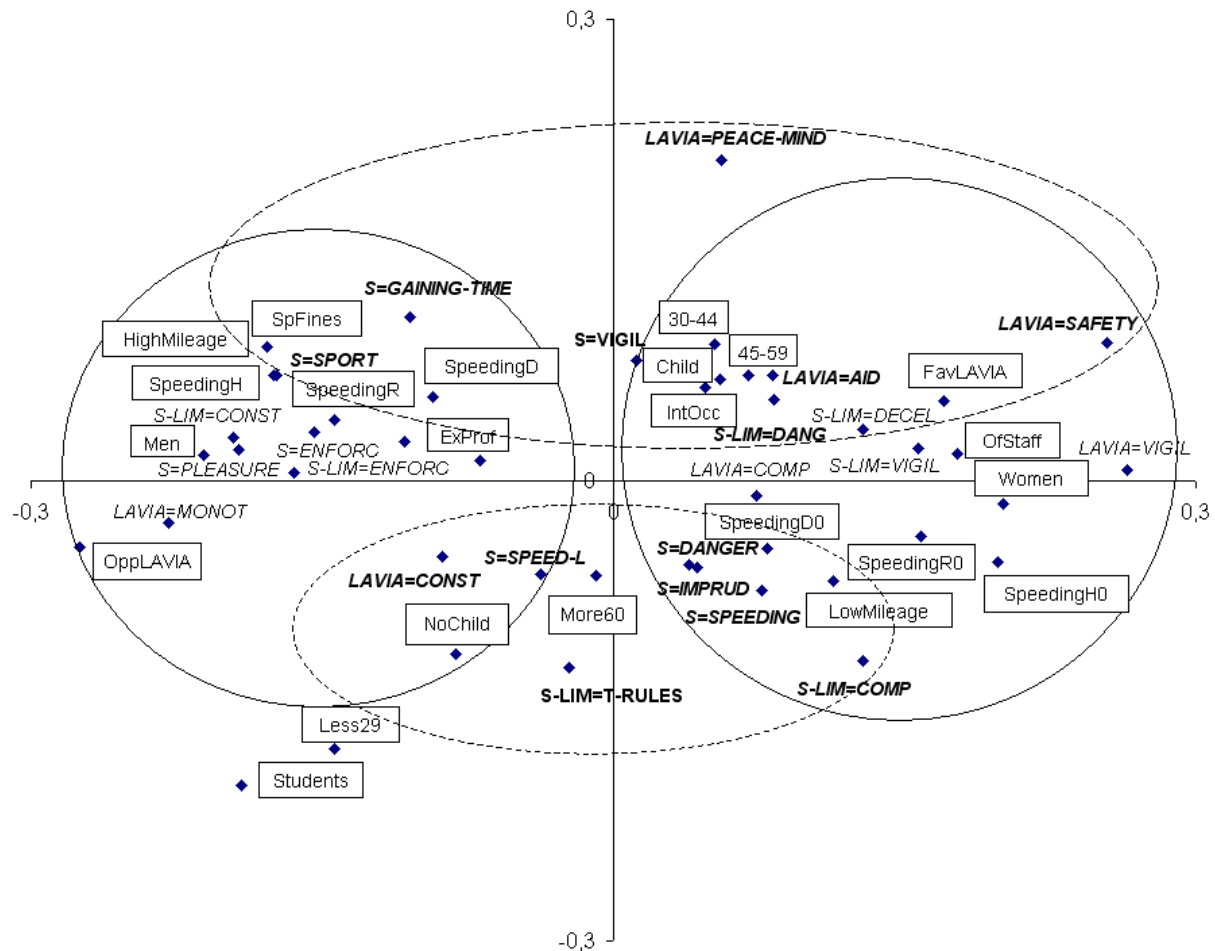 0,3
LAVIA=PEACE-MIND
S=GAINING-TIME
SpFines
30-44
LAVIA=SAFETY
HighMileage
S=VIGIL
S=SPORT
SpeedingD
Child
45-59
LAVIA=AID
FavLAVIA
SpeedingH
SpeedingR
IntOcc
S-LIM=CONST
S-LIM=DECEL
Men
S=ENFORC
ExProf
S-LIM=DANG
OfStaff
S=PLEASURE
S-LIM=ENFORC
LAVIA=COMP
S-LIM=VIGIL
LAVIA=VIGIL
0
Women
-0,3
LAVIA=MONOT
0
SpeedingD0
0,3
OppLAVIA
S=SPEED-L
S=DANGER
SpeedingR0
LAVIA=CONST
S=IMPRUD
SpeedingH0
NoChild
More60
S=SPEEDING
LowMileage
S-LIM=T-RULES
S-LIM=COMP
Less29
Students
-0,3